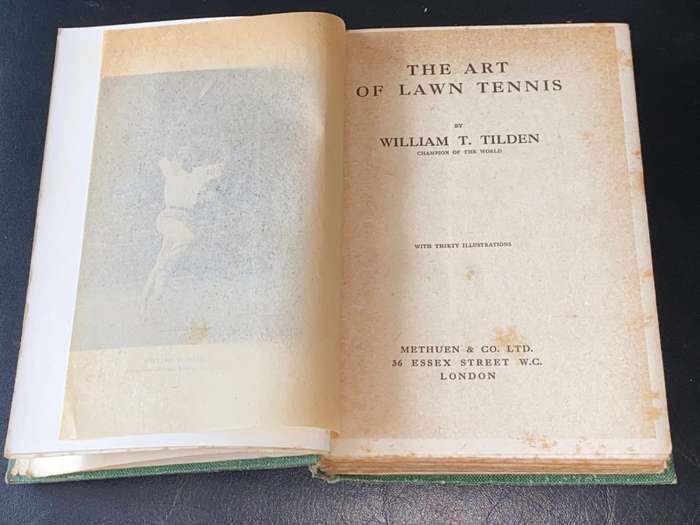 THE ART
OF LAWN TENNIS
BY
WILLIAM T. TILDEN
CHAMPION OF THE WORLD
WITH THIRTY ILLUSTRATIONS
METHUEN & CO. LTD.
36 ESSEX STREET W.C.
LONDON